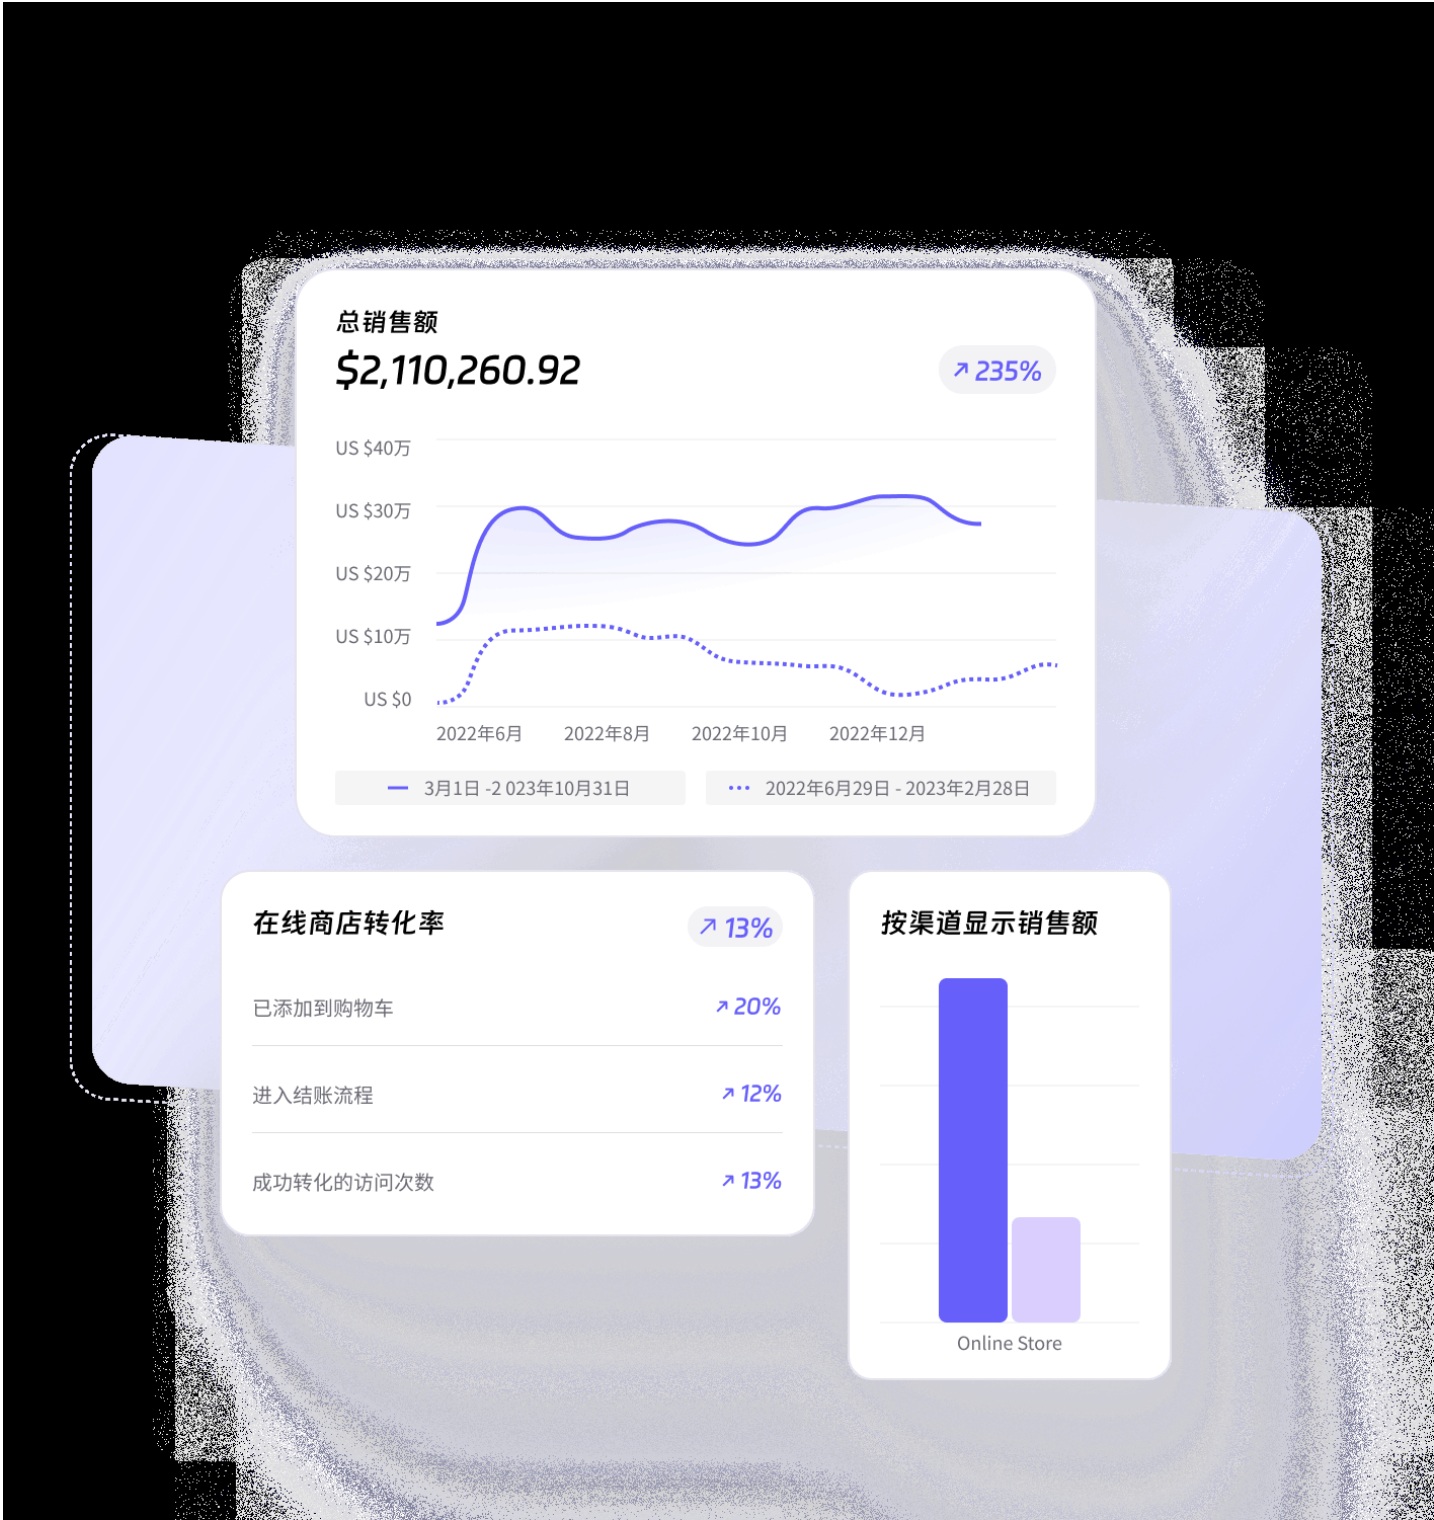 总销售额
$2,110,260.92
↗ 235%
US $40万
US $30万
US $20万
US $10万
US $0
2022年6月 2022年8月 2022年10月 2022年12月
3月1日 -2 023年10月31日
2022年6月29日 - 2023年2月28日
在线商店转化率
↗ 13%
已添加到购物车 ↗ 20%
进入结账流程 ↗ 12%
成功转化的访问次数 ↗ 13%
按渠道显示销售额
Online Store